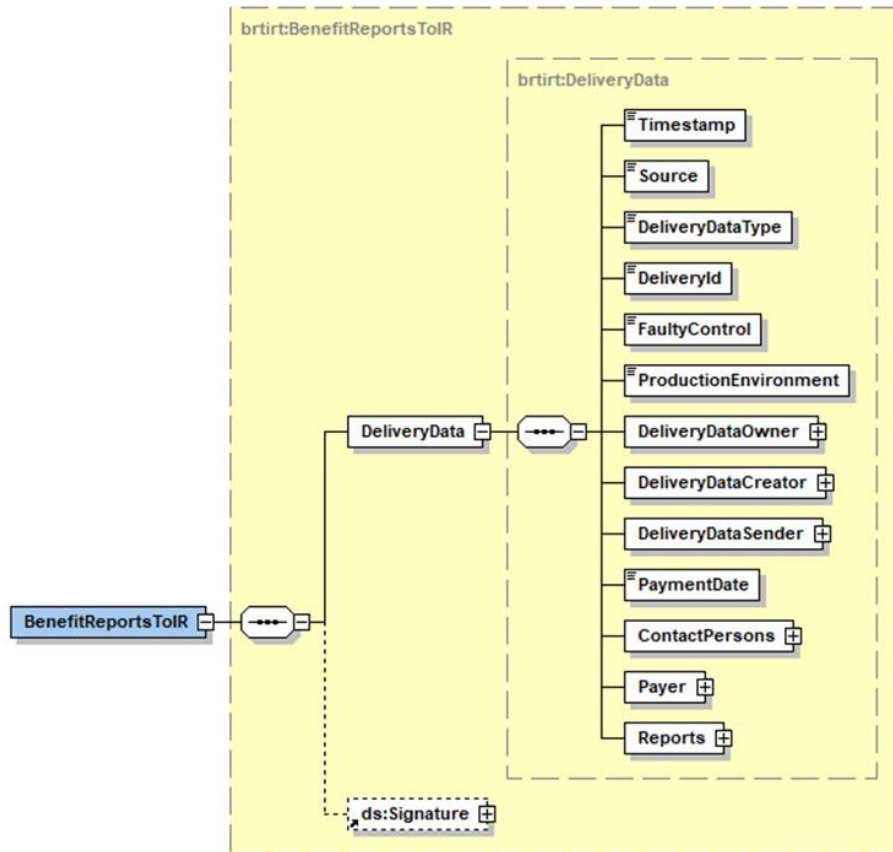 brtirt:BenefitReportsToIR
brtirt:DeliveryData
Timestamp
Source
DeliveryDataType
DeliveryId
FaultyControl
ProductionEnvironment
DeliveryData
DeliveryDataOwner
DeliveryDataCreator
DeliveryDataSender
PaymentDate
BenefitReportsToIR
ContactPersons
Payer
Reports
ds:Signature